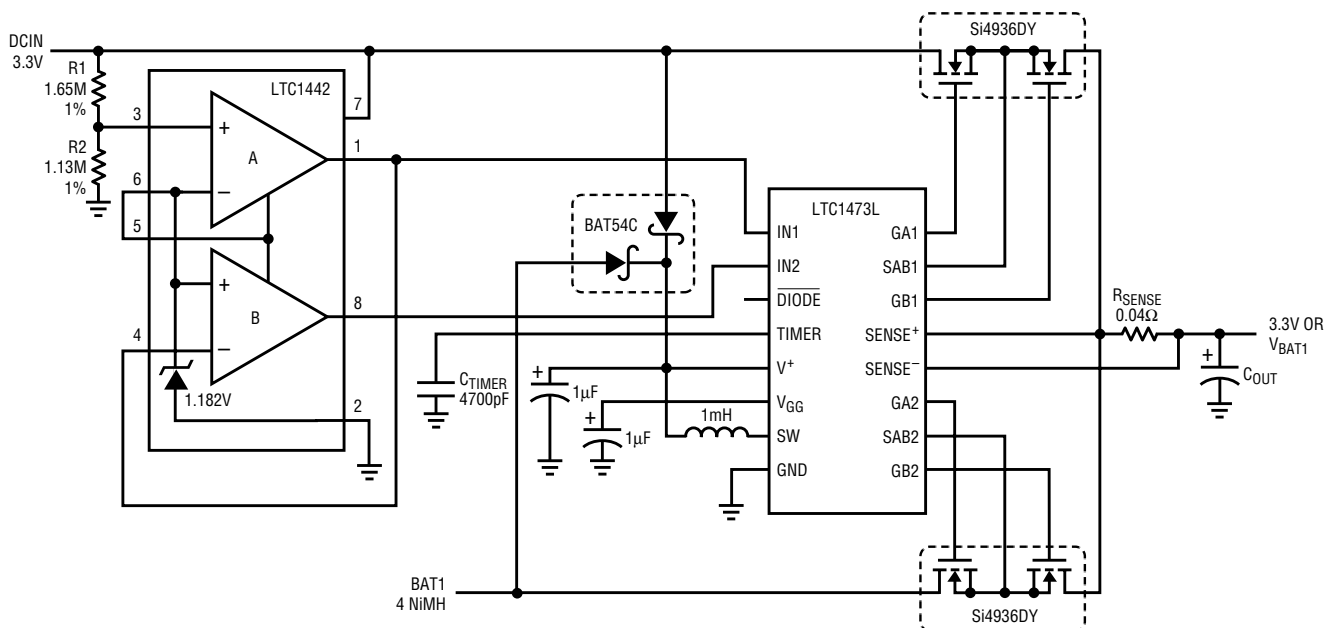 DCIN
3.3V
R1
1.65M
1%
R2
1.13M
1%
LTC1442
3
7
+
A
1
6
–
5
+
B
8
4
–
1.182V
2
BAT54C
CTIMER
4700pF
+
1µF
+
1µF
1mH
LTC1473L
IN1
IN2
DIODE
TIMER
V+
VGG
SW
GND
GA1
SAB1
GB1
SENSE+
SENSE–
GA2
SAB2
GB2
Si4936DY
RSENSE
0.04Ω
3.3V OR
VBAT1
+
COUT
BAT1
4 NiMH
Si4936DY